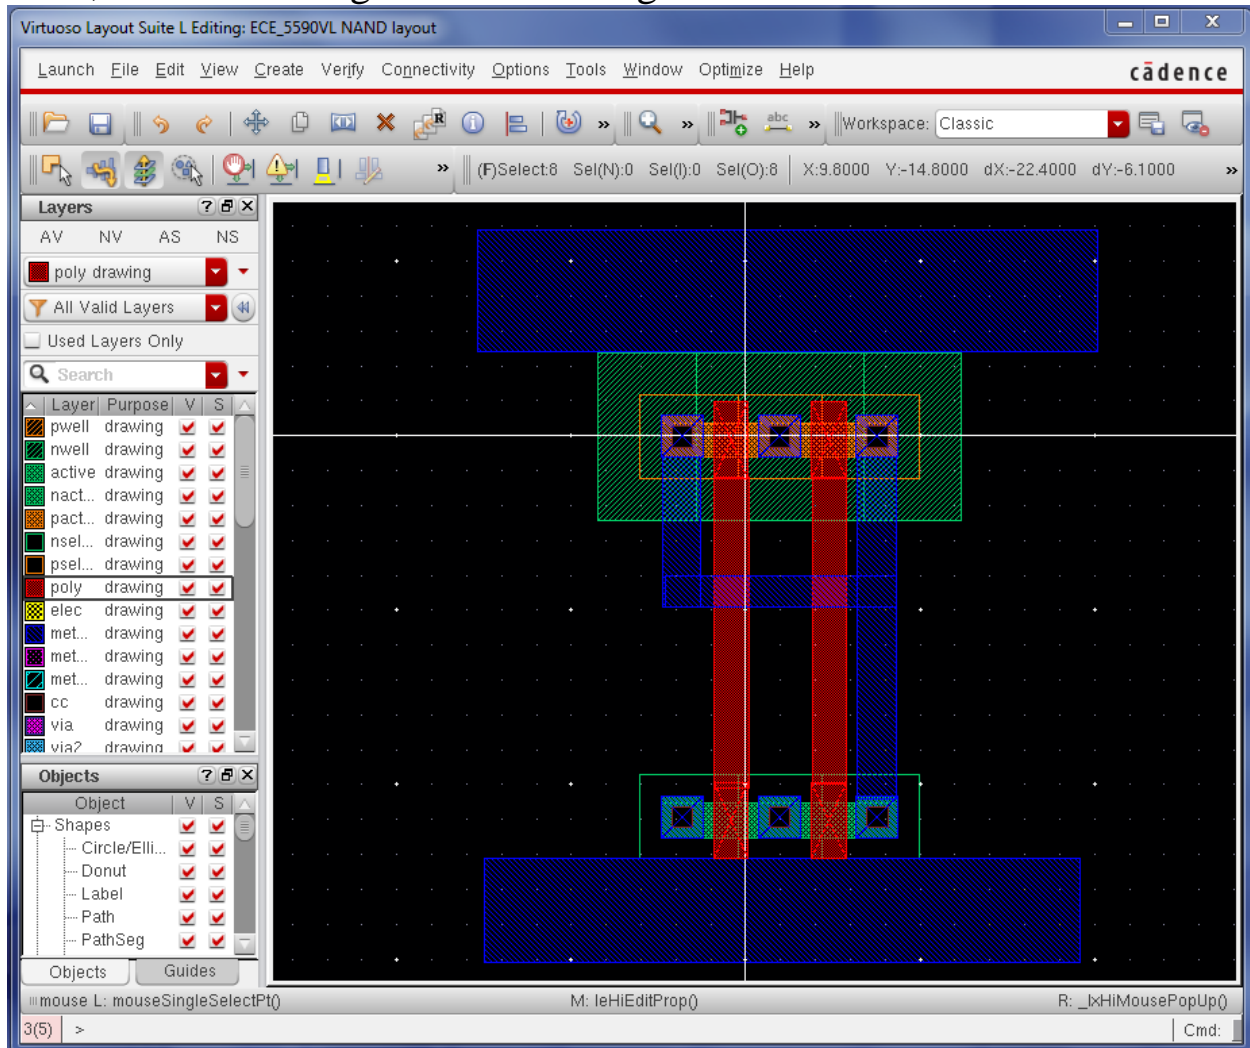 Virtuoso Layout Suite L Editing: ECE_5590VL NAND layout
Launch File Edit View Create Verify Connectivity Options Tools Window Optimize Help cādence
R abc » Workspace: Classic
» (F)Select:8 Sel(N):0 Sel(I):0 Sel(O):8 X:9.8000 Y:-14.8000 dX:-22.4000 dY:-6.1000 »
Layers
AV NV AS NS
poly drawing
All Valid Layers
Used Layers Only
Search
Layer Purpose V S
pwell drawing
nwell drawing
active drawing
nact... drawing
pact... drawing
nsel... drawing
psel... drawing
poly drawing
elec drawing
met... drawing
met... drawing
met... drawing
cc drawing
via drawing
via2 drawing
Objects
Object V S
Shapes
Circle/Elli...
Donut
Label
Path
PathSeg
Objects Guides
mouse L: mouseSingleSelectPt() M: leHiEditProp() R: _lxHiMousePopUp()
3(5) > Cmd: